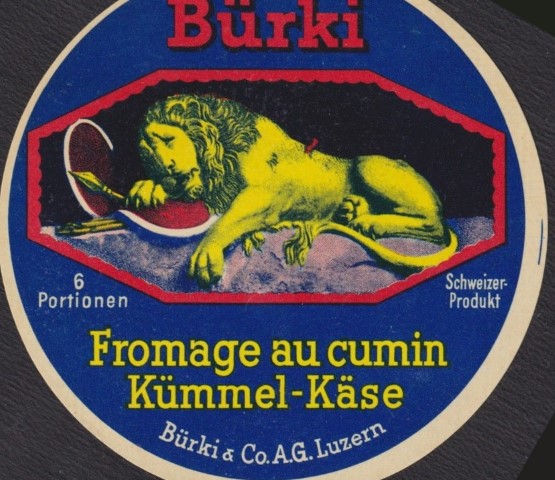 Bürki
6
Portionen
Schweizer-
Produkt
Fromage au cumin
Kümmel-Käse
Bürki & Co. A.G. Luzern